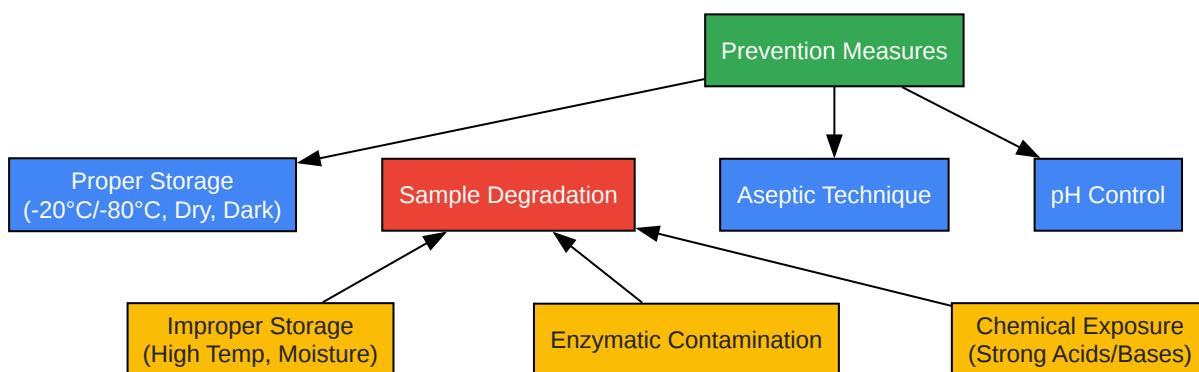 Prevention Measures
Proper Storage
(-20°C/-80°C, Dry, Dark)
Sample Degradation
Aseptic Technique
pH Control
Improper Storage
(High Temp, Moisture)
Enzymatic Contamination
Chemical Exposure
(Strong Acids/Bases)